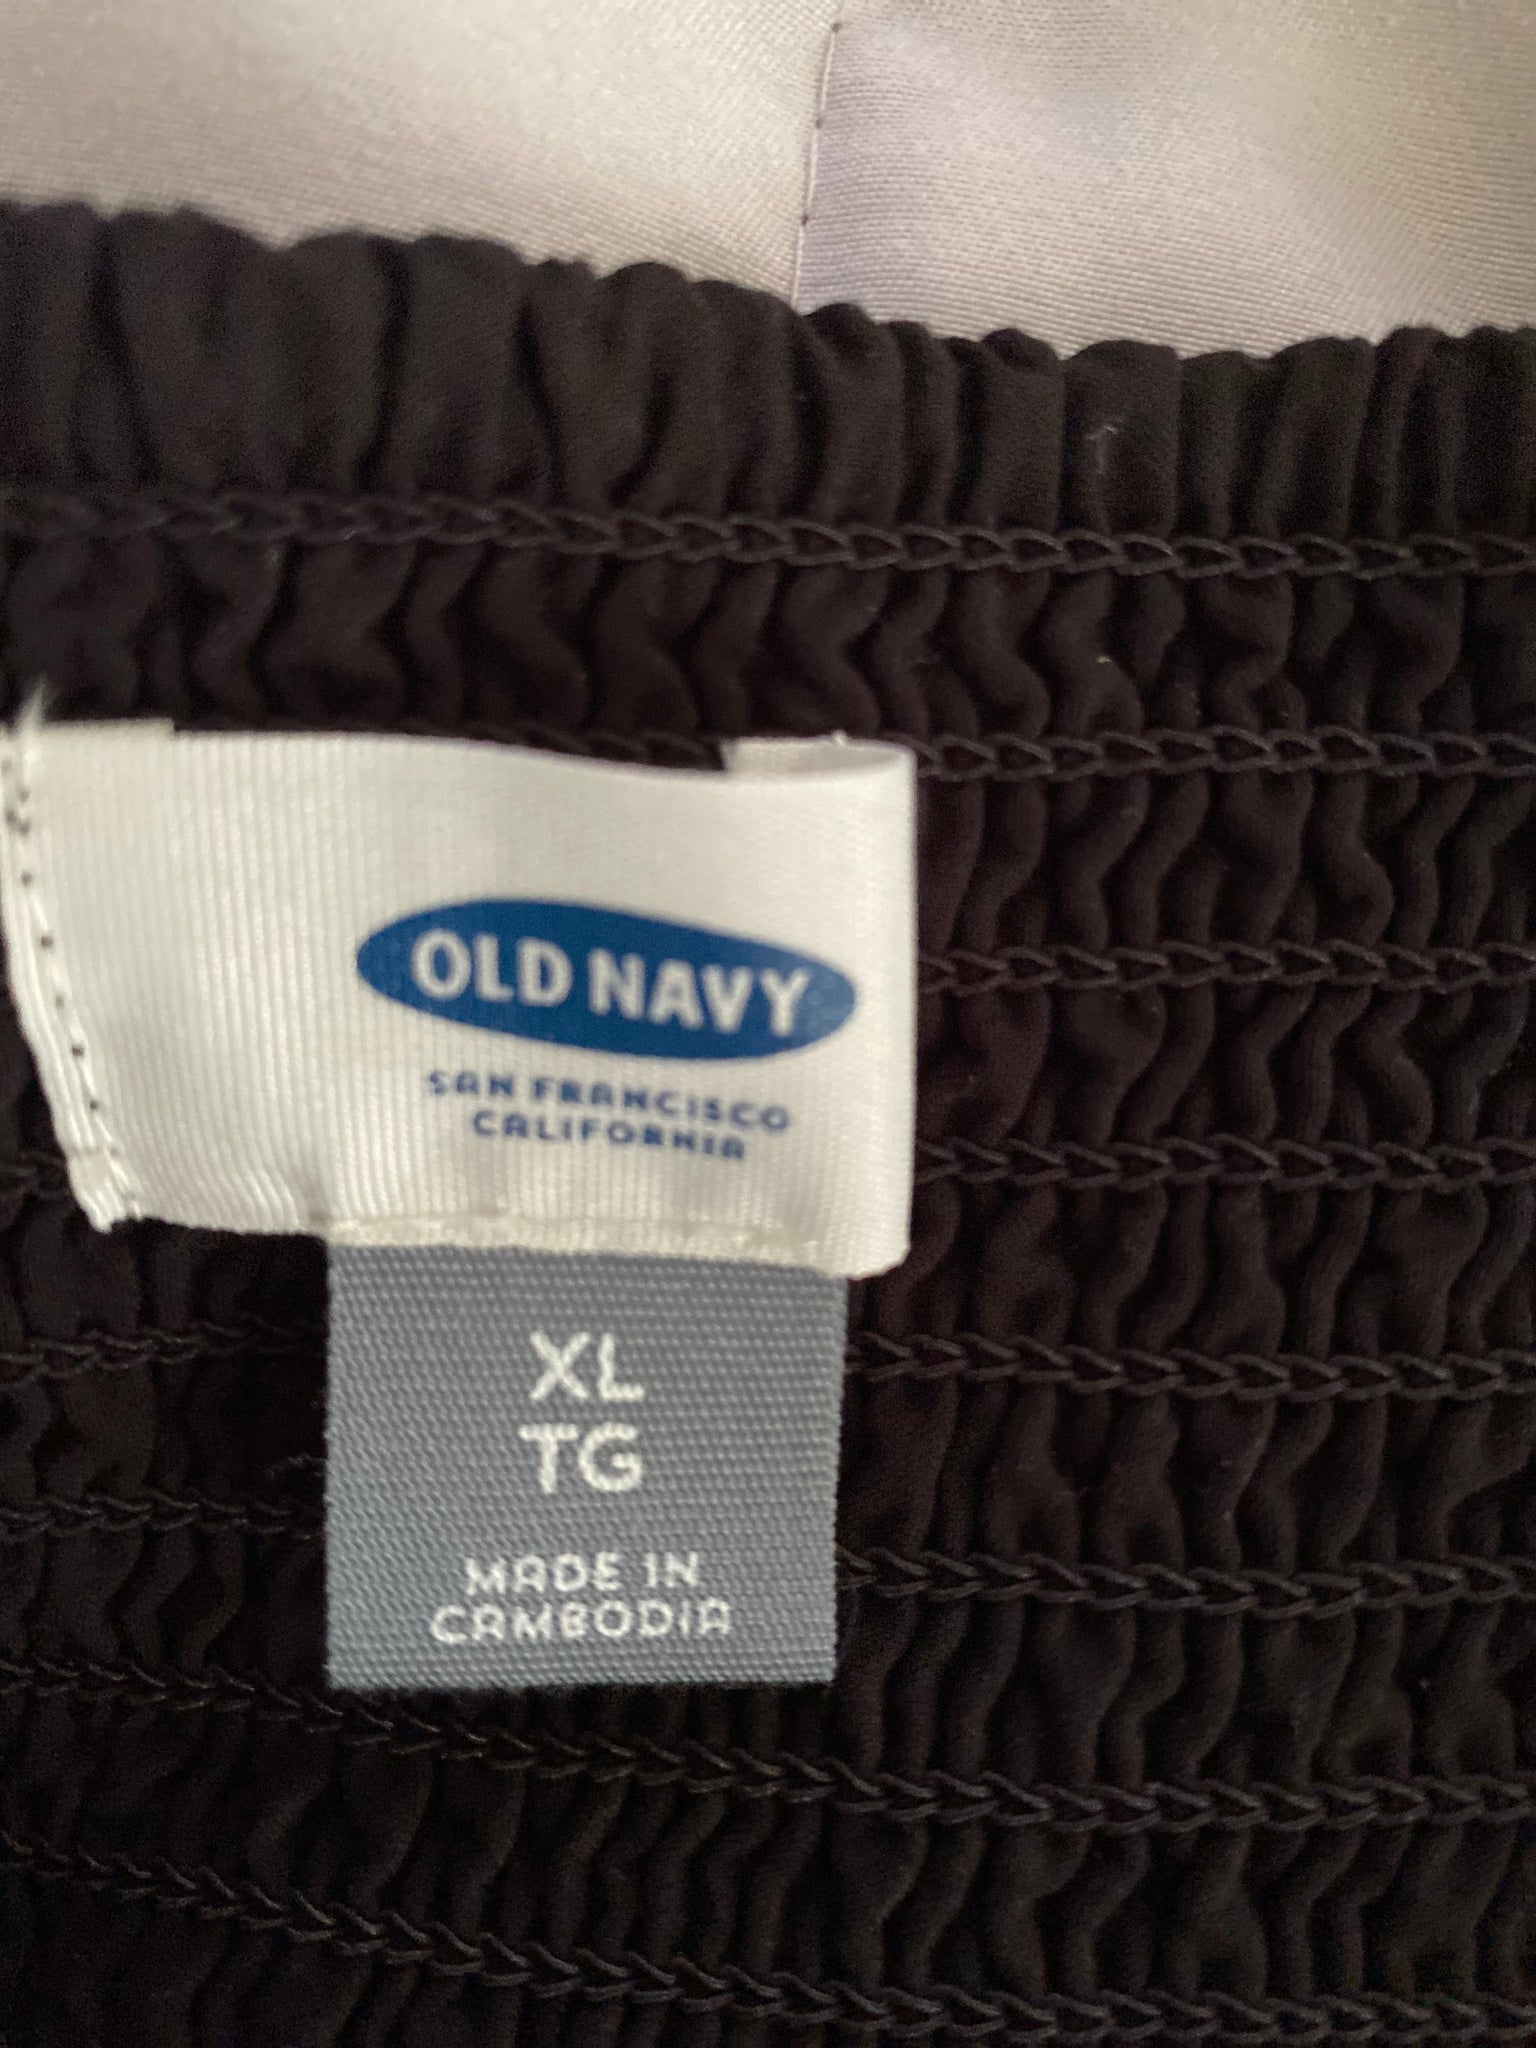 OLD NAVY
SAN FRANCISCO
CALIFORNIA
XL
TG
MADE IN
CAMBODIA